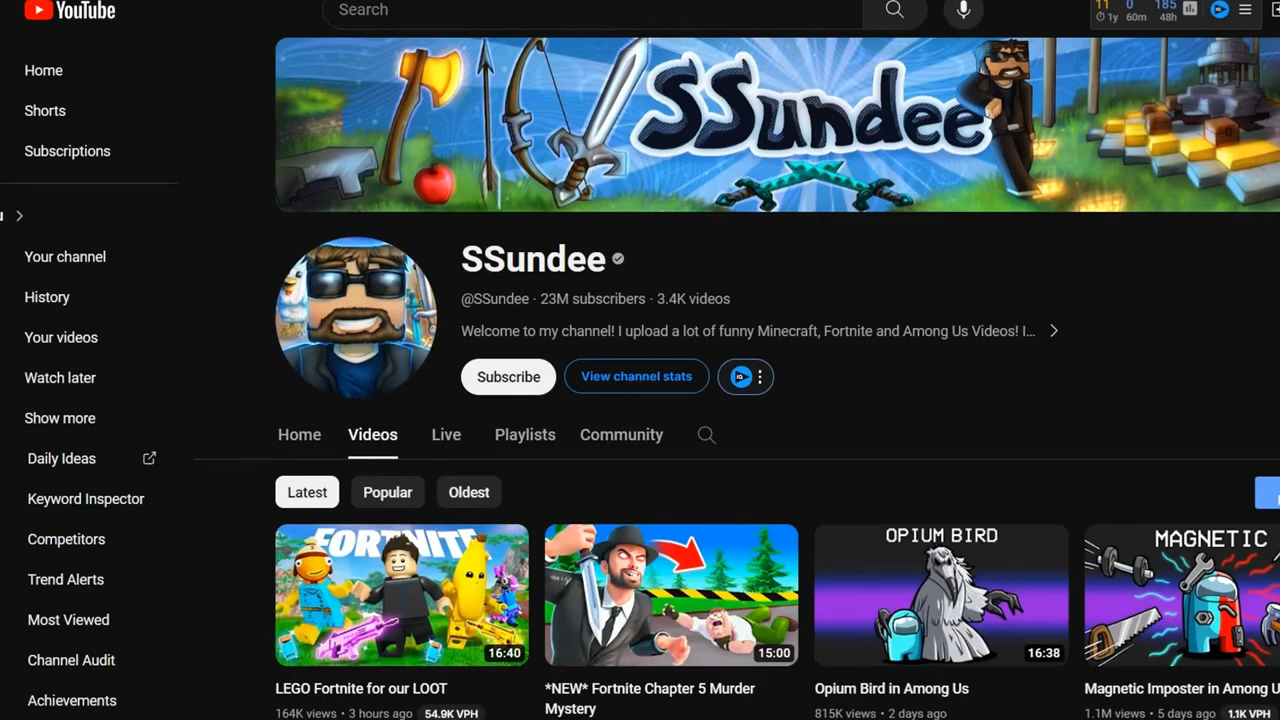 YouTube
Search
11 0 185
1y 60m 48h
Home
Shorts
Subscriptions
Your channel
History
Your videos
Watch later
Show more
Daily Ideas
Keyword Inspector
Competitors
Trend Alerts
Most Viewed
Channel Audit
Achievements
SSundee
SSundee
@SSundee · 23M subscribers · 3.4K videos
Welcome to my channel! I upload a lot of funny Minecraft, Fortnite and Among Us Videos! I...
Subscribe
View channel stats
IQ
Home Videos Live Playlists Community
Latest Popular Oldest
FORTNITE
16:40
LEGO Fortnite for our LOOT
164K views · 3 hours ago 54.9K VPH
15:00
*NEW* Fortnite Chapter 5 Murder
Mystery
OPIUM BIRD
16:38
Opium Bird in Among Us
815K views · 2 days ago
MAGNETIC
Magnetic Imposter in Among U
1.1M views · 5 days ago 1.1K VPH